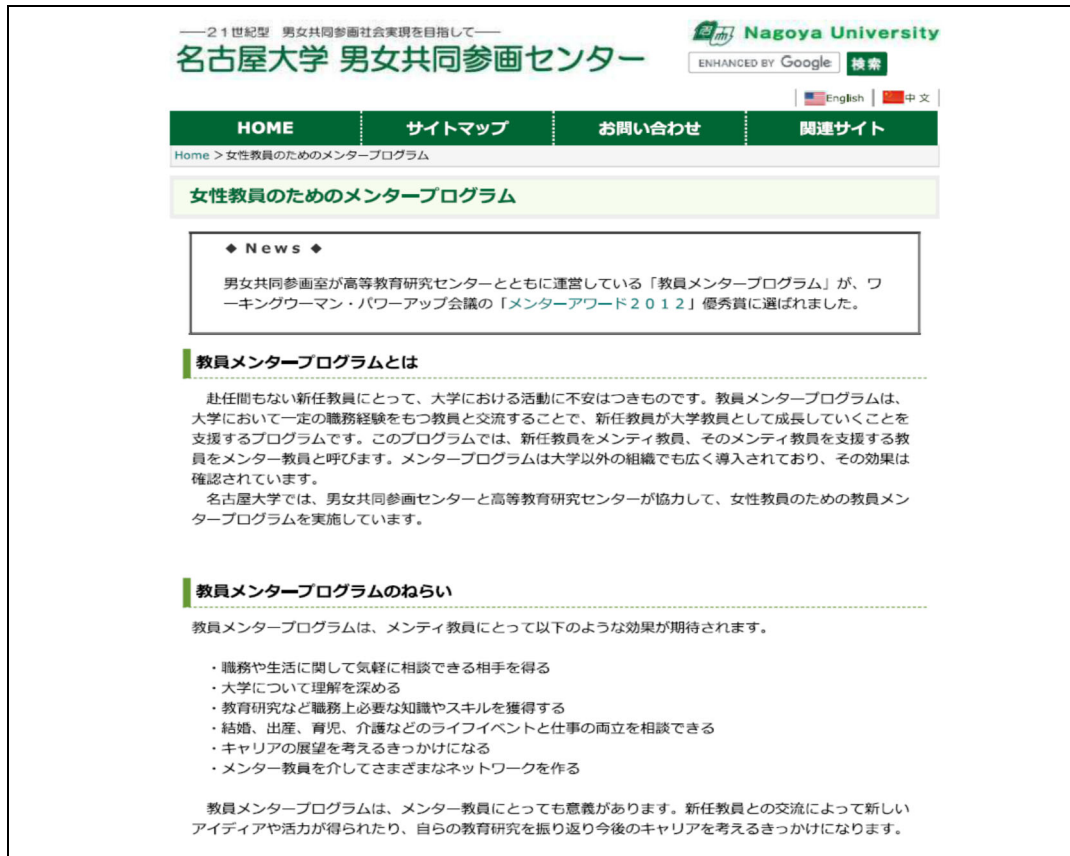 ――21世紀型 男女共同参画社会実現を目指して――
名古屋大学 男女共同参画センター
Nagoya University
ENHANCED BY Google 検索
English 中文
HOME サイトマップ お問い合わせ 関連サイト
Home >女性教員のためのメンタープログラム
女性教員のためのメンタープログラム
◆ News ◆
男女共同参画室が高等教育研究センターとともに運営している「教員メンタープログラム」が、ワ
ーキングウーマン・パワーアップ会議の「メンターアワード2012」優秀賞に選ばれました。
教員メンタープログラムとは
赴任間もない新任教員にとって、大学における活動に不安はつきものです。教員メンタープログラムは、
大学において一定の職務経験をもつ教員と交流することで、新任教員が大学教員として成長していくことを
支援するプログラムです。このプログラムでは、新任教員をメンティ教員、そのメンティ教員を支援する教
員をメンター教員と呼びます。メンタープログラムは大学以外の組織でも広く導入されており、その効果は
確認されています。
名古屋大学では、男女共同参画センターと高等教育研究センターが協力して、女性教員のための教員メン
タープログラムを実施しています。
教員メンタープログラムのねらい
教員メンタープログラムは、メンティ教員にとって以下のような効果が期待されます。
・職務や生活に関して気軽に相談できる相手を得る
・大学について理解を深める
・教育研究など職務上必要な知識やスキルを獲得する
・結婚、出産、育児、介護などのライフイベントと仕事の両立を相談できる
・キャリアの展望を考えるきっかけになる
・メンター教員を介してさまざまなネットワークを作る
教員メンタープログラムは、メンター教員にとっても意義があります。新任教員との交流によって新しい
アイディアや活力が得られたり、自らの教育研究を振り返り今後のキャリアを考えるきっかけになります。